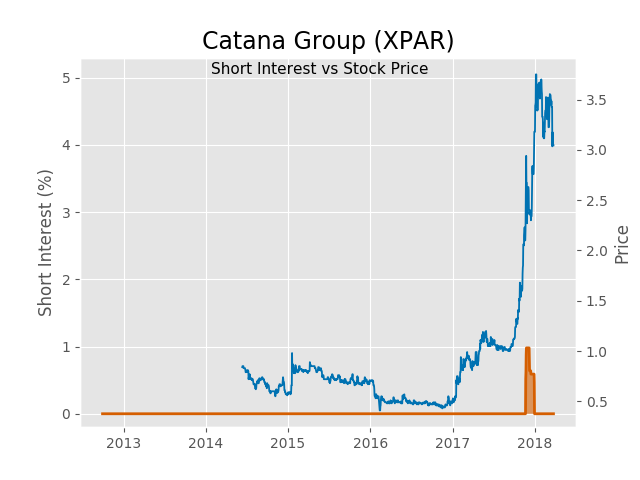 Catana Group (XPAR)
Short Interest vs Stock Price
Short Interest (%)
5
4
3
2
1
0
3.5
3.0
2.5
2.0
1.5
1.0
0.5
Price
2013 2014 2015 2016 2017 2018